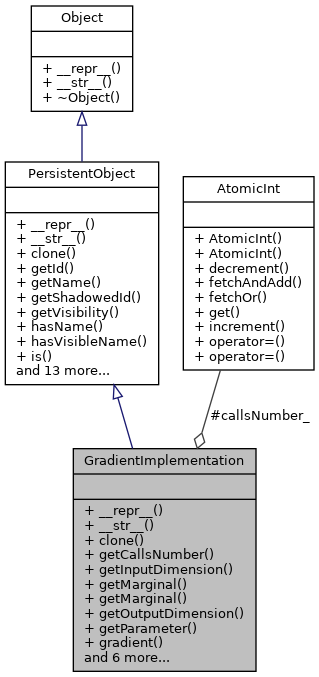 Object
+ __repr__()
+ __str__()
+ ~Object()
PersistentObject
+ __repr__()
+ __str__()
+ clone()
+ getId()
+ getName()
+ getShadowedId()
+ getVisibility()
+ hasName()
+ hasVisibleName()
+ is()
and 13 more...
AtomicInt
+ AtomicInt()
+ AtomicInt()
+ decrement()
+ fetchAndAdd()
+ fetchOr()
+ get()
+ increment()
+ operator=()
+ operator=()
#callsNumber_
GradientImplementation
+ __repr__()
+ __str__()
+ clone()
+ getCallsNumber()
+ getInputDimension()
+ getMarginal()
+ getMarginal()
+ getOutputDimension()
+ getParameter()
+ gradient()
and 6 more...